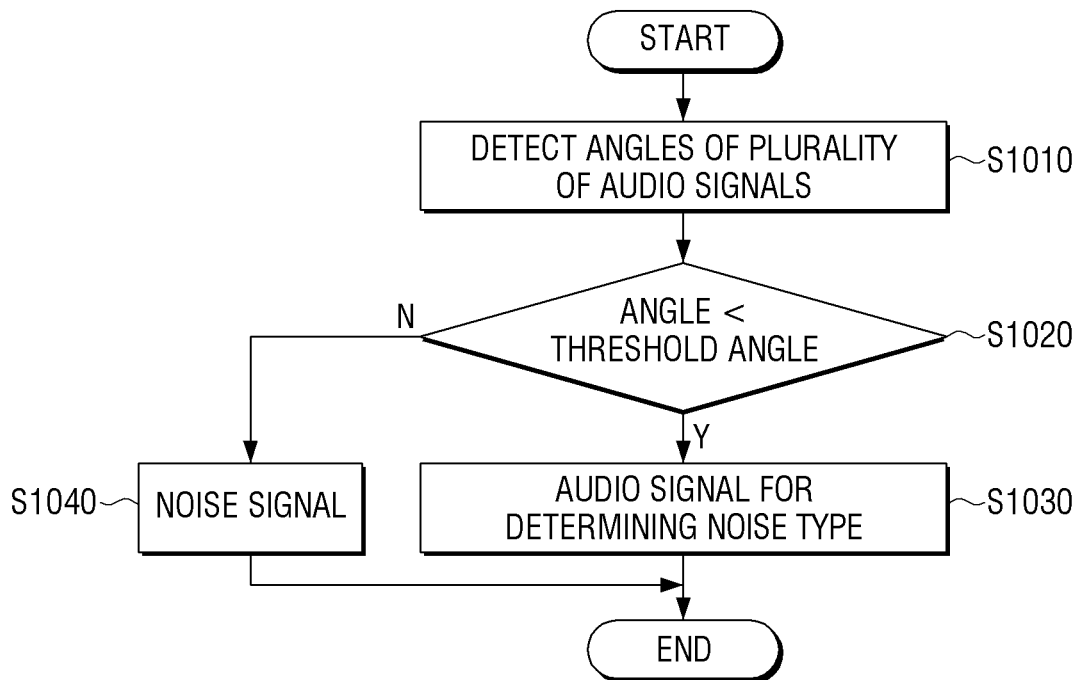 START
DETECT ANGLES OF PLURALITY
OF AUDIO SIGNALS
S1010
ANGLE <
THRESHOLD ANGLE
S1020
N
Y
S1040
NOISE SIGNAL
AUDIO SIGNAL FOR
DETERMINING NOISE TYPE
S1030
END